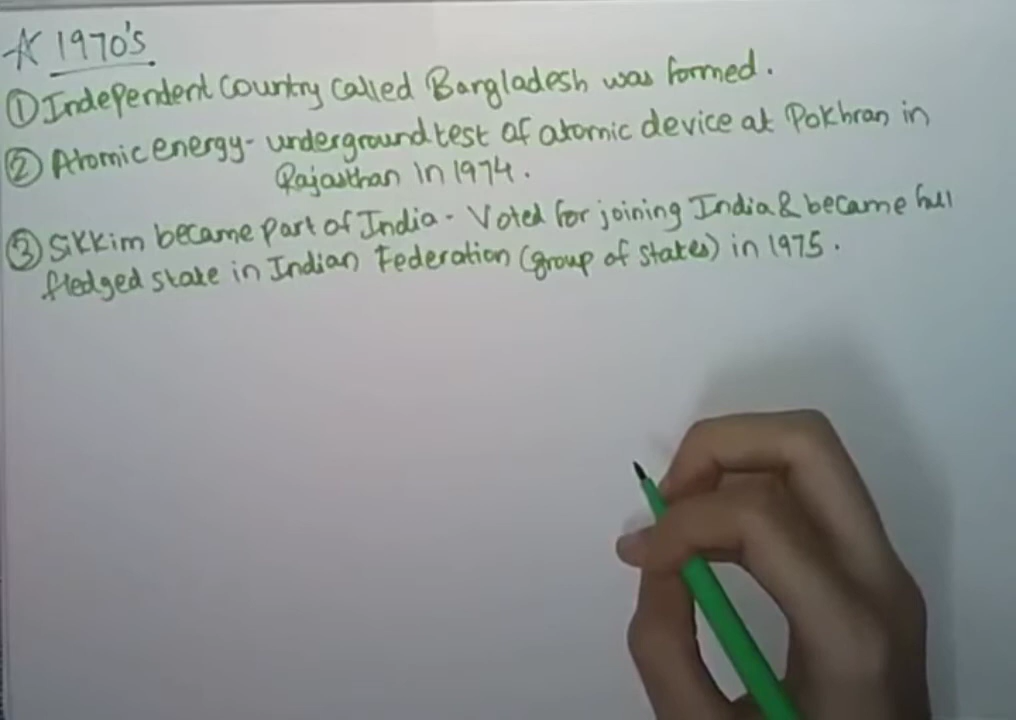 ★ 1970's
① Independent Country called Bangladesh was formed.
② Atomic energy - underground test of atomic device at Pokhran in
Rajasthan in 1974.
③ Sikkim became part of India - Voted for joining India & became full
fledged state in Indian Federation (group of states) in 1975.